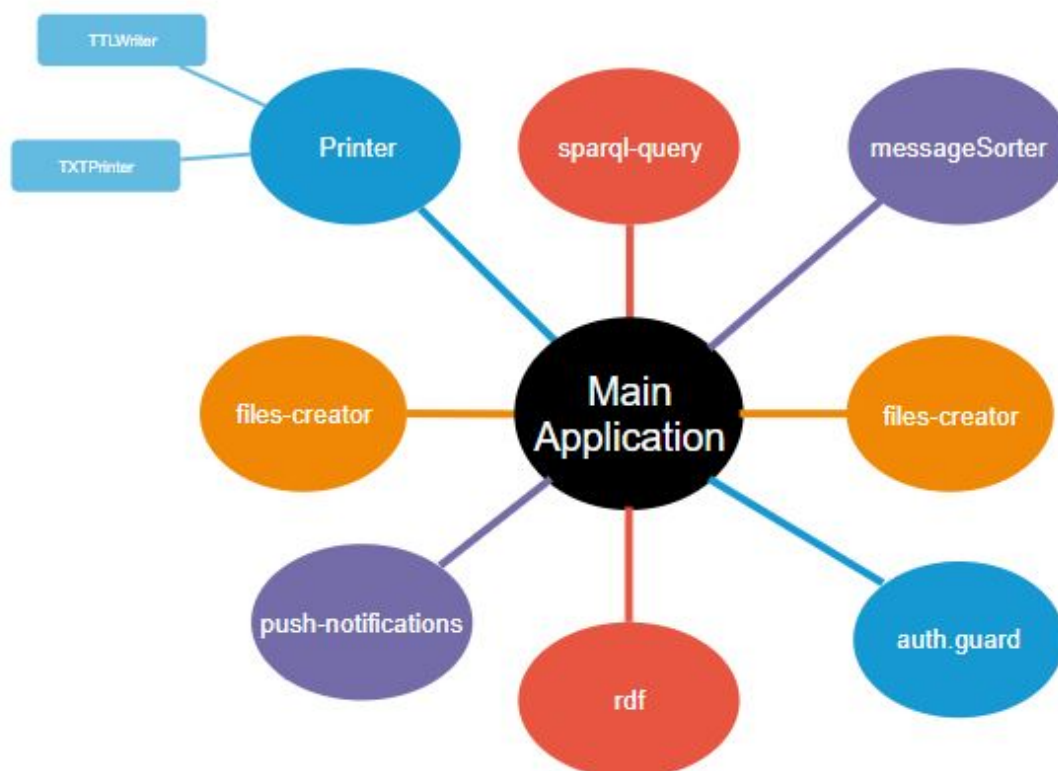 TTLWriter
Printer
sparql-query
messageSorter
TXTPrinter
files-creator
Main
Application
files-creator
push-notifications
auth.guard
rdf